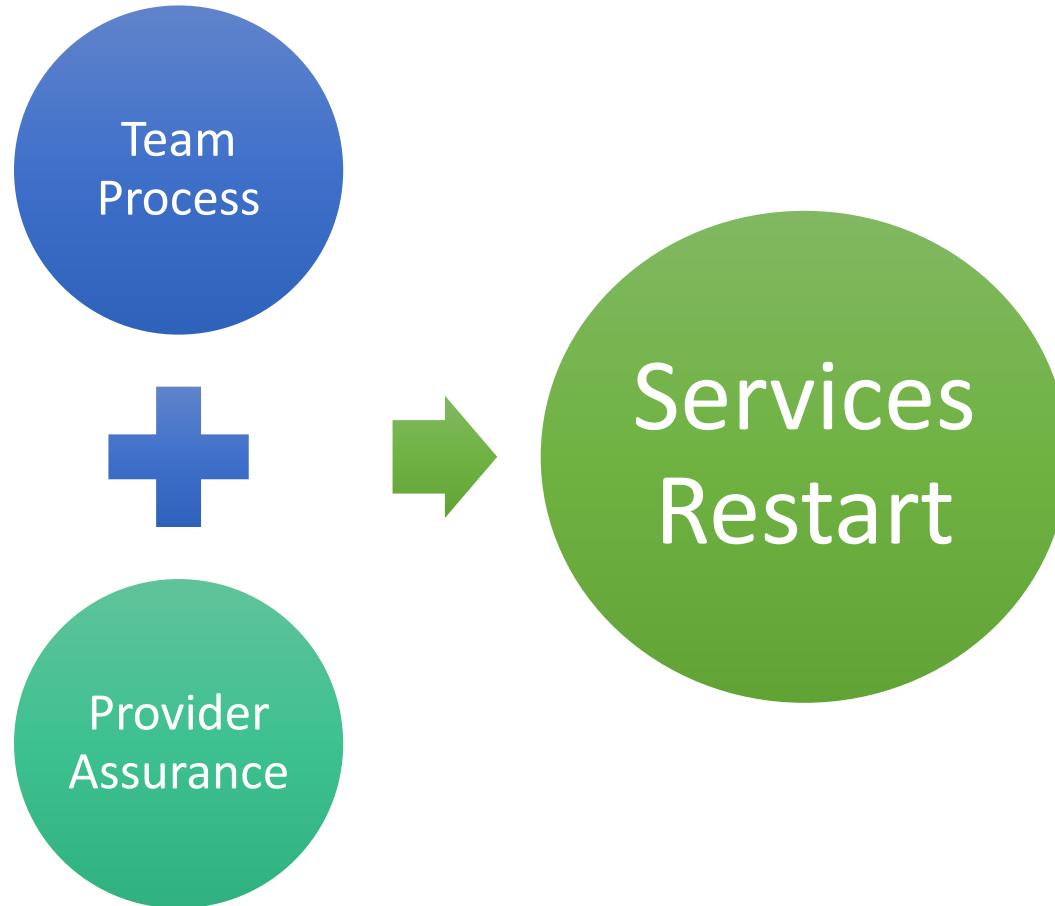 Team
Process
Provider
Assurance
Services
Restart